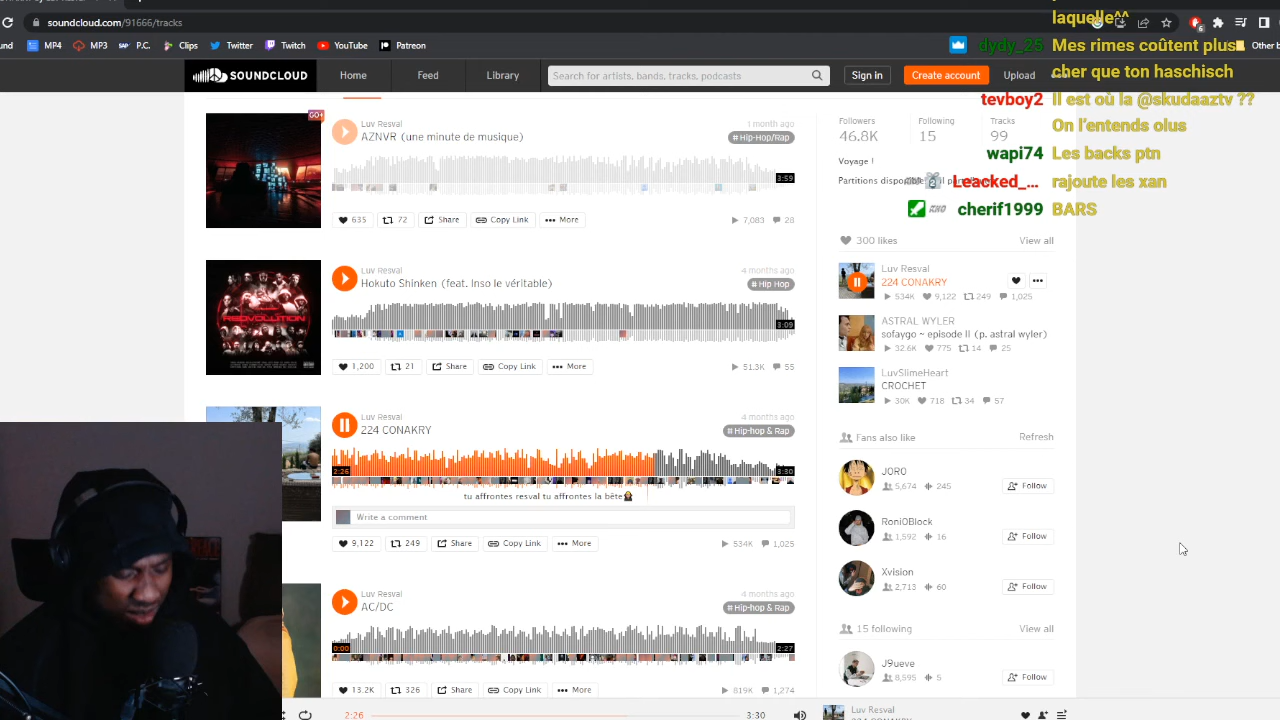 soundcloud.com/91666/tracks
und MP4 MP3 P.C. Clips Twitter Twitch YouTube Patreon
Other b
SOUNDCLOUD Home Feed Library Search for artists, bands, tracks, podcasts Sign in Create account Upload
laquelle^^
dydy_25 Mes rimes coûtent plus
cher que ton haschisch
tevboy2 Il est où la @skudaaztv ??
On l'entends olus
wapi74 Les backs ptn
Leacked_... rajoute les xan
cherif1999 BARS
GO+
Luv Resval 1 month ago
AZNVR (une minute de musique) # Hip-Hop/Rap
3:59
635 72 Share Copy Link More 7,083 28
Luv Resval 4 months ago
Hokuto Shinken (feat. Inso le véritable) # Hip Hop
REDVOLUTION
3:09
1,200 21 Share Copy Link More 51.3K 55
Luv Resval 4 months ago
224 CONAKRY # Hip-hop & Rap
2:26 3:30
tu affrontes resval tu affrontes la bête
Write a comment
9,122 249 Share Copy Link More 534K 1,025
Luv Resval 4 months ago
AC/DC # Hip-hop & Rap
0:00 2:27
13.2K 326 Share Copy Link More 819K 1,274
Followers Following Tracks
46.8K 15 99
Voyage !
300 likes View all
Luv Resval
224 CONAKRY
534K 9,122 249 1,025
ASTRAL WYLER
sofaygo ~ episode II (p. astral wyler)
32.6K 775 14 25
LuvSlimeHeart
CROCHET
30K 718 34 57
Fans also like Refresh
J0R0
5,674 245 Follow
Roni0Block
1,592 16 Follow
Xvision
2,713 60 Follow
15 following View all
J9ueve
8,595 5 Follow
2:26 3:30 Luv Resval
224 CONAKRY